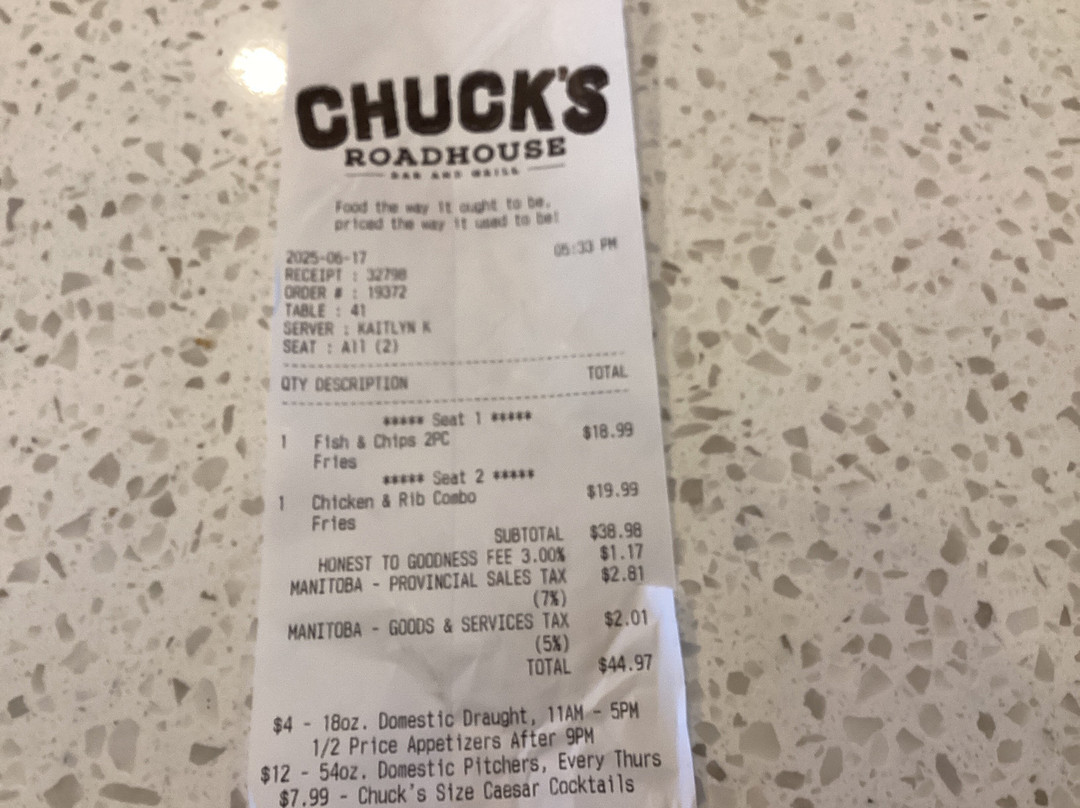 CHUCK'S
ROADHOUSE
BAR AND GRILL
Food the way it ought to be,
priced the way it used to be!
2025-06-17 05:33 PM
RECEIPT : 32798
ORDER # : 19372
TABLE : 41
SERVER : KAITLYN K
SEAT : All (2)
QTY DESCRIPTION TOTAL
***** Seat 1 *****
1 Fish & Chips 2PC $18.99
Fries
***** Seat 2 *****
1 Chicken & Rib Combo $19.99
Fries
SUBTOTAL $38.98
HONEST TO GOODNESS FEE 3.00% $1.17
MANITOBA - PROVINCIAL SALES TAX $2.81
(7%)
MANITOBA - GOODS & SERVICES TAX $2.01
(5%)
TOTAL $44.97
$4 - 18oz. Domestic Draught, 11AM - 5PM
1/2 Price Appetizers After 9PM
$12 - 54oz. Domestic Pitchers, Every Thurs
$7.99 - Chuck's Size Caesar Cocktails